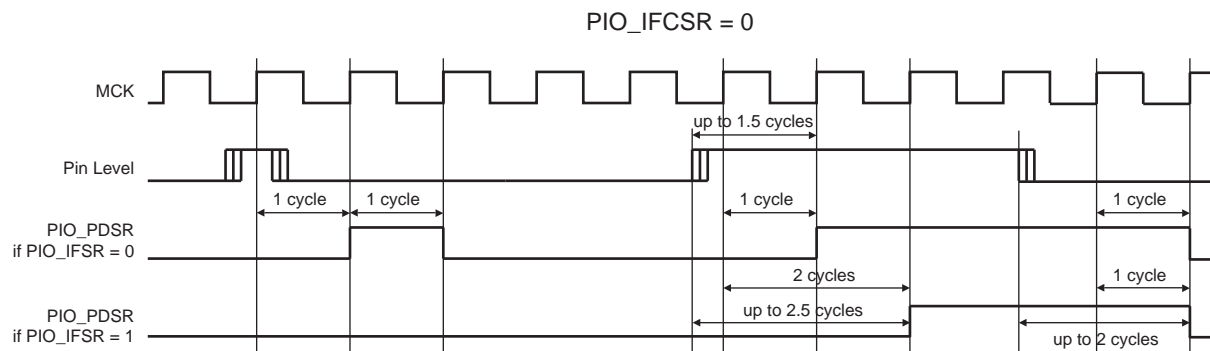 PIO_IFCSR = 0
MCK
up to 1.5 cycles
Pin Level
1 cycle
1 cycle
1 cycle
1 cycle
PIO_PDSR
if PIO_IFSR = 0
2 cycles
1 cycle
up to 2.5 cycles
PIO_PDSR
if PIO_IFSR = 1
up to 2 cycles